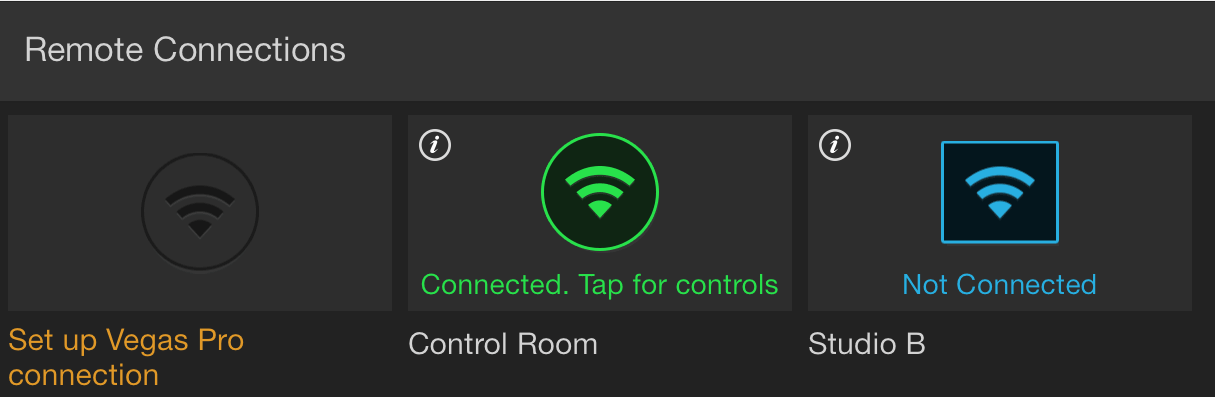 Remote Connections
Connected. Tap for controls
Not Connected
Set up Vegas Pro
connection
Control Room
Studio B